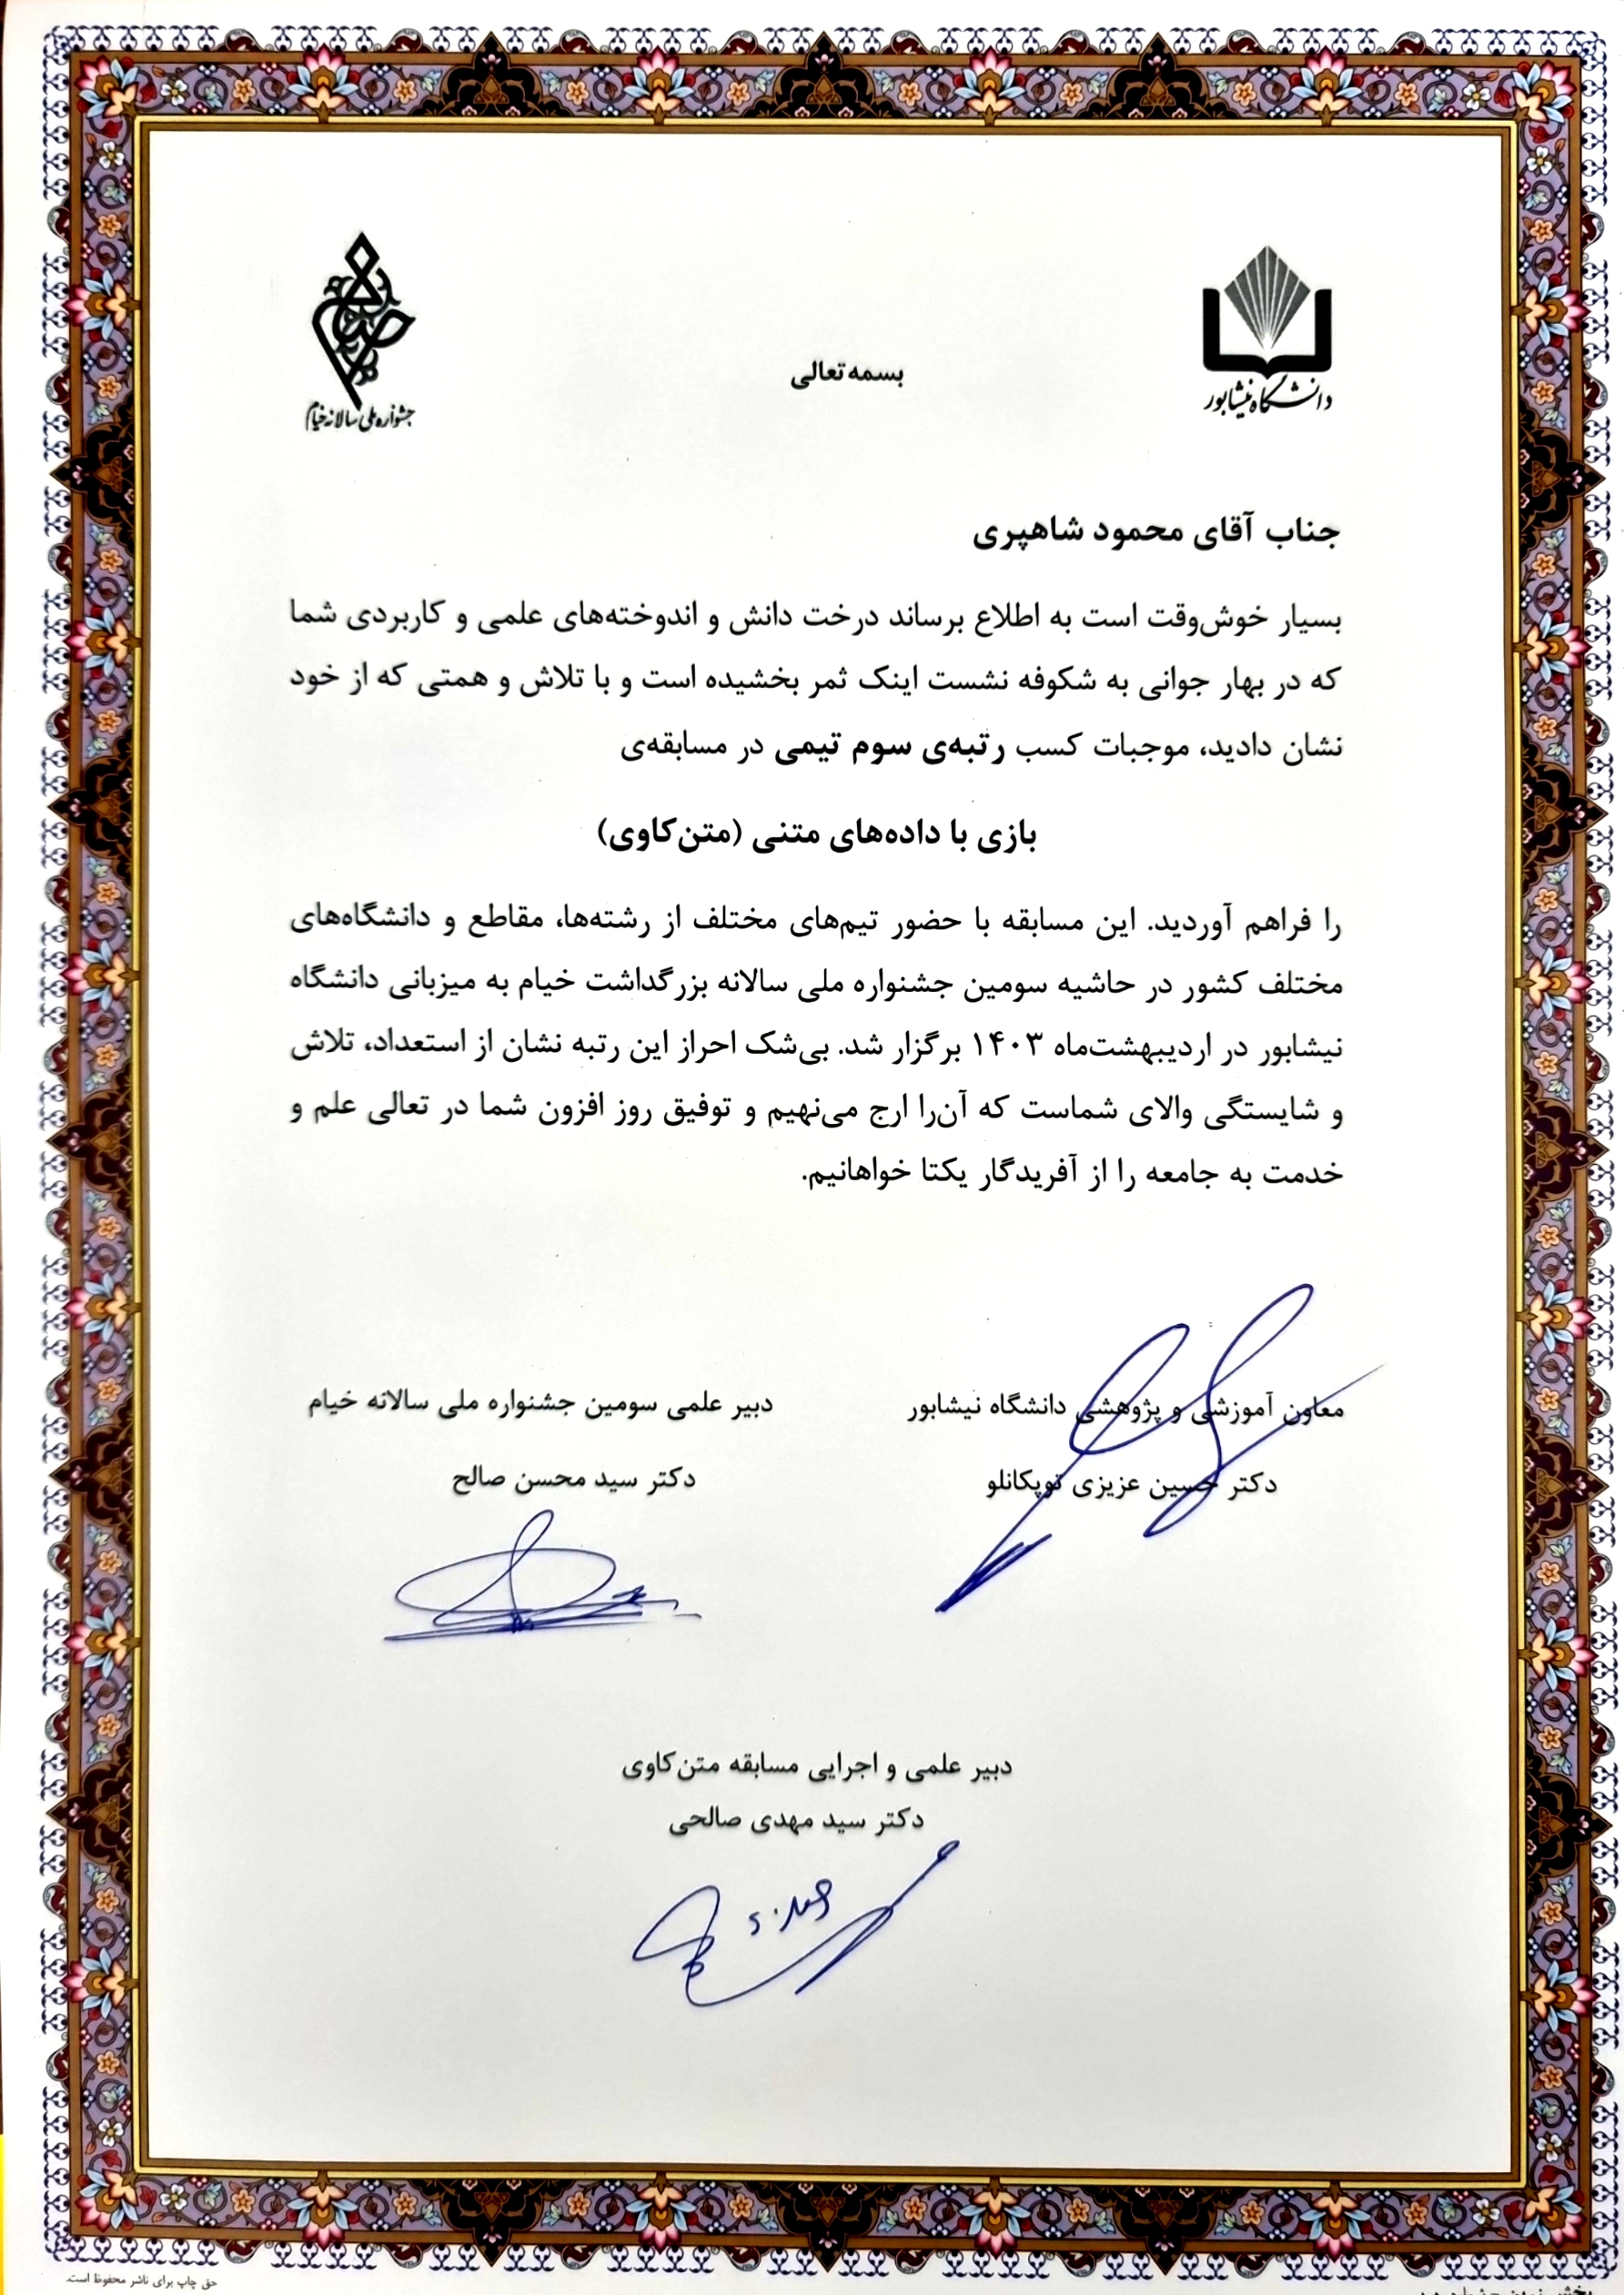 دانشگاه نیشابور
بسمه تعالی
جشنواره ملی سالانه خیام
جناب آقای محمود شاهپری
بسیار خوش‌وقت است به اطلاع برساند درخت دانش و اندوخته‌های علمی و کاربردی شما
که در بهار جوانی به شکوفه نشست اینک ثمر بخشیده است و با تلاش و همتی که از خود
نشان دادید، موجبات کسب رتبه‌ی سوم تیمی در مسابقه‌ی
بازی با داده‌های متنی (متن‌کاوی)
را فراهم آوردید. این مسابقه با حضور تیم‌های مختلف از رشته‌ها، مقاطع و دانشگاه‌های
مختلف کشور در حاشیه سومین جشنواره ملی سالانه بزرگداشت خیام به میزبانی دانشگاه
نیشابور در اردیبهشت‌ماه ۱۴۰۳ برگزار شد. بی‌شک احراز این رتبه نشان از استعداد، تلاش
و شایستگی والای شماست که آن‌را ارج می‌نهیم و توفیق روز افزون شما در تعالی علم و
خدمت به جامعه را از آفریدگار یکتا خواهانیم.
معاون آموزشی و پژوهشی دانشگاه نیشابور
دکتر حسین عزیزی توپکانلو
دبیر علمی سومین جشنواره ملی سالانه خیام
دکتر سید محسن صالح
دبیر علمی و اجرایی مسابقه متن‌کاوی
دکتر سید مهدی صالحی
حق چاپ برای ناشر محفوظ است.